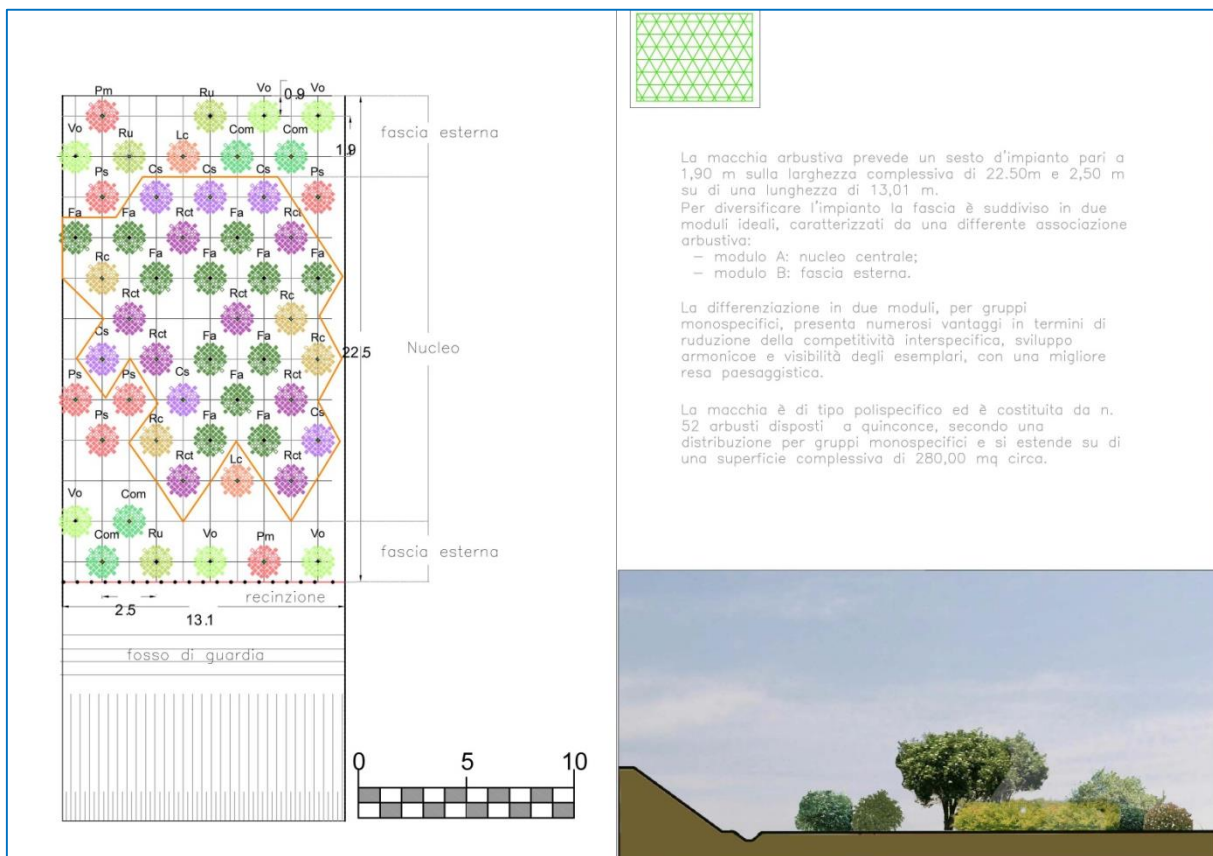 Pm Ru Vo Vo
0.9
fascia esterna
Vo Ru Lc Com Com
1.9
Ps Cs Cs Cs Ps
Fa Fa Rct Fa Rct
Rc Fa Fa Fa Fa
Rct Rct Rc
Cs Rct Fa Fa Rc
22.5
Nucleo
Ps Ps Cs Fa Rct
Ps Rc Fa Fa Cs
Rct Lc Rct
Vo Com
Com Ru Vo Pm Vo
fascia esterna
recinzione
2.5
13.1
fosso di guardia
0 5 10
La macchia arbustiva prevede un sesto d'impianto pari a
1,90 m sulla larghezza complessiva di 22.50m e 2,50 m
su di una lunghezza di 13,01 m.
Per diversificare l'impianto la fascia è suddiviso in due
moduli ideali, caratterizzati da una differente associazione
arbustiva:
– modulo A: nucleo centrale;
– modulo B: fascia esterna.
La differenziazione in due moduli, per gruppi
monospecifici, presenta numerosi vantaggi in termini di
ruduzione della competitività interspecifica, sviluppo
armonicoe e visibilità degli esemplari, con una migliore
resa paesaggistica.
La macchia è di tipo polispecifico ed è costituita da n.
52 arbusti disposti a quinconce, secondo una
distribuzione per gruppi monospecifici e si estende su di
una superficie complessiva di 280,00 mq circa.